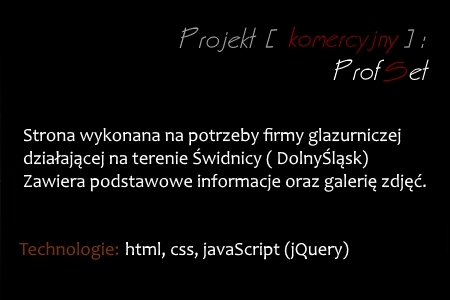 Projekt [ komercyjny ] :
ProfSet
Strona wykonana na potrzeby firmy glazurniczej
działającej na terenie Świdnicy ( DolnyŚląsk)
Zawiera podstawowe informacje oraz galerię zdjęć.
Technologie: html, css, javaScript (jQuery)